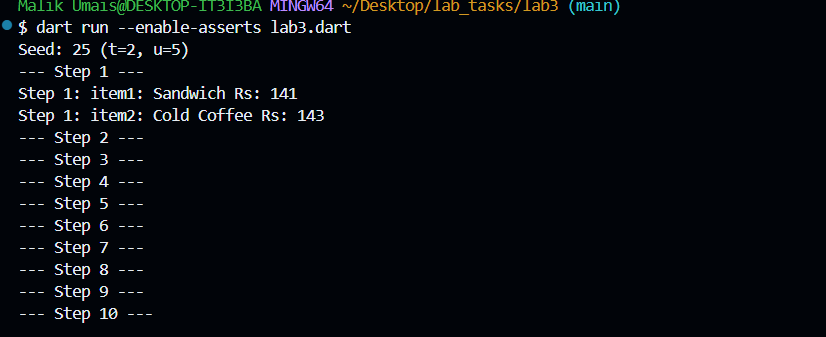 Malik Umais@DESKTOP-IT3I3BA MINGW64 ~/Desktop/lab_tasks/lab3 (main)
$ dart run --enable-asserts lab3.dart
Seed: 25 (t=2, u=5)
--- Step 1 ---
Step 1: item1: Sandwich Rs: 141
Step 1: item2: Cold Coffee Rs: 143
--- Step 2 ---
--- Step 3 ---
--- Step 4 ---
--- Step 5 ---
--- Step 6 ---
--- Step 7 ---
--- Step 8 ---
--- Step 9 ---
--- Step 10 ---